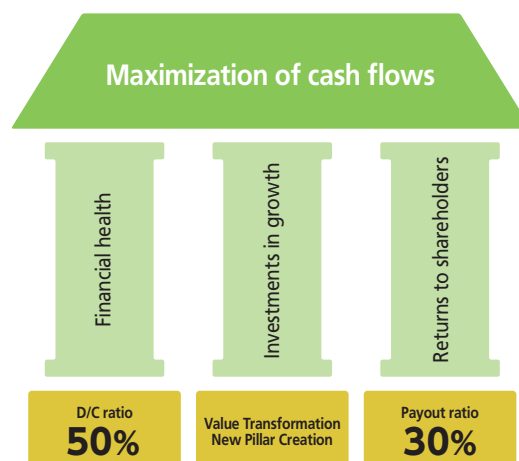 Maximization of cash flows
Financial health
Investments in growth
Returns to shareholders
D/C ratio
50%
Value Transformation
New Pillar Creation
Payout ratio
30%